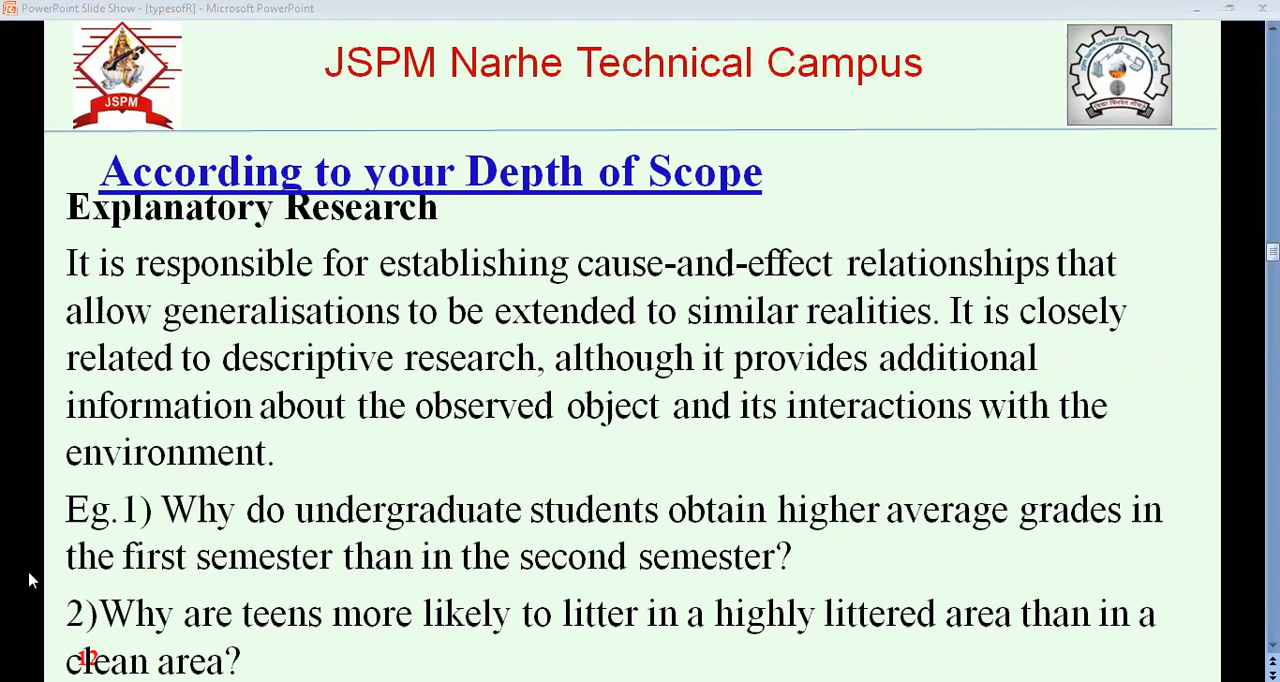 PowerPoint Slide Show - [typesofR] - Microsoft PowerPoint
JSPM
JSPM Narhe Technical Campus
According to your Depth of Scope
Explanatory Research
It is responsible for establishing cause-and-effect relationships that
allow generalisations to be extended to similar realities. It is closely
related to descriptive research, although it provides additional
information about the observed object and its interactions with the
environment.
Eg.1) Why do undergraduate students obtain higher average grades in
the first semester than in the second semester?
2)Why are teens more likely to litter in a highly littered area than in a
clean area?
12